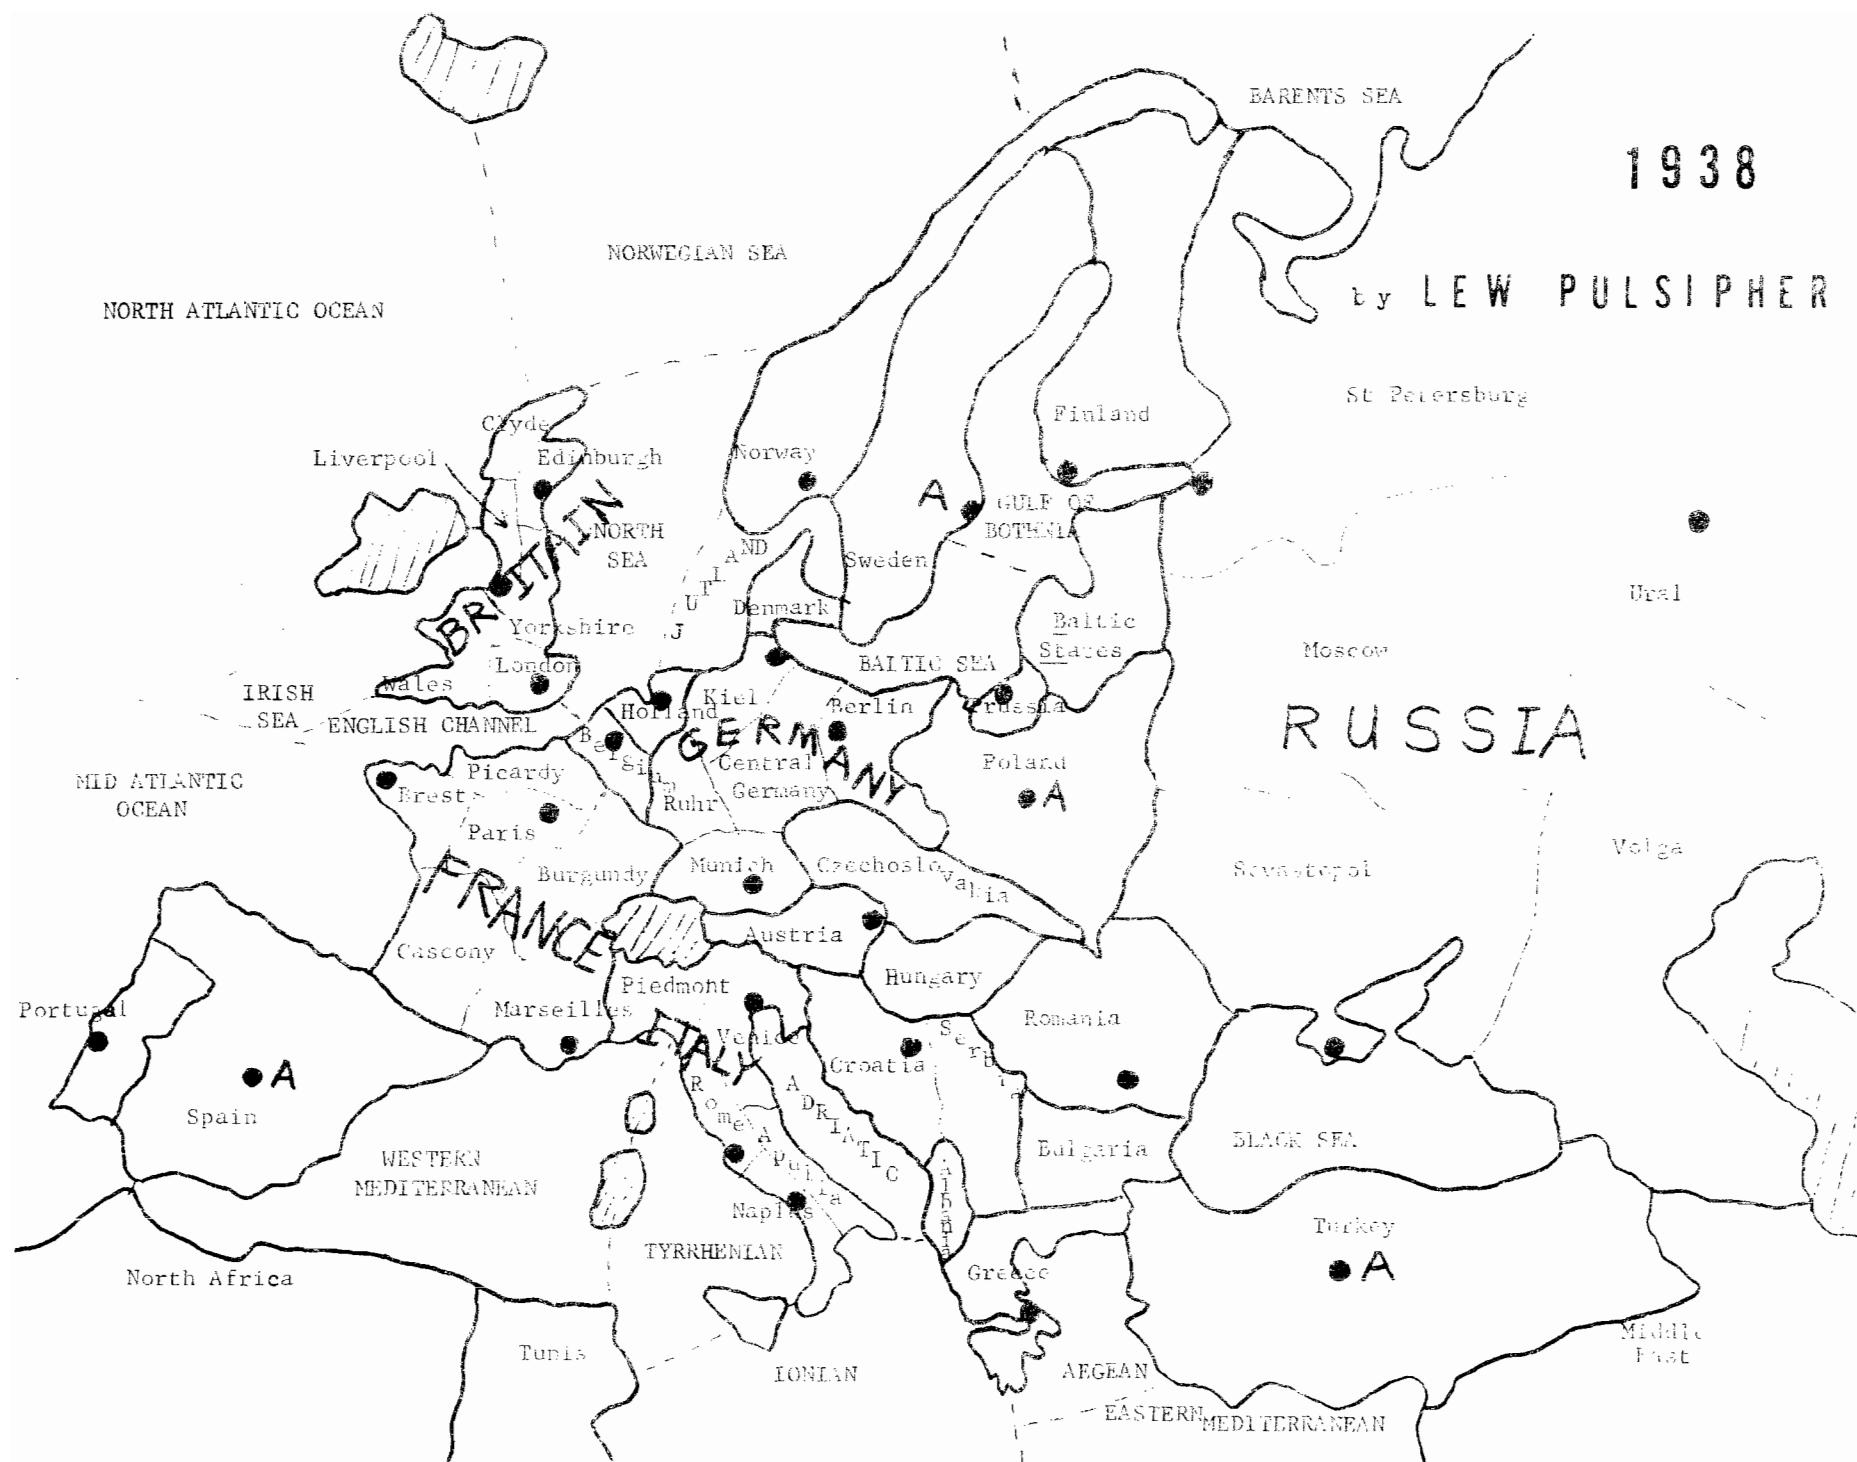 BARENTS SEA
1938
NORWEGIAN SEA
by LEW PULSIPHER
NORTH ATLANTIC OCEAN
St Petersburg
Clyde
Finland
Liverpool
Edinburgh
Norway
A
GULF OF
BOTHNIA
NORTH
SEA
JUTLAND
Sweden
BRITAIN
Denmark
Ural
Yorkshire
Baltic
States
Moscow
London
BALTIC SEA
Wales
IRISH
SEA
ENGLISH CHANNEL
Holland
Kiel
Berlin
Prussia
RUSSIA
Belgium
GERMANY
Picardy
Central
Germany
Poland
A
MID ATLANTIC
OCEAN
Brest
Ruhr
Paris
Volga
Burgundy
Munich
Czechoslovakia
Sevastopol
FRANCE
Austria
Gascony
Hungary
Piedmont
Portugal
Marseilles
Romania
ITALY
Venice
Serbia
Croatia
A
Spain
Rome
ADRIATIC
Apulia
BLACK SEA
Bulgaria
WESTERN
MEDITERRANEAN
Albania
Naples
Turkey
TYRRHENIAN
A
North Africa
Greece
Tunis
Middle
East
IONIAN
AEGEAN
EASTERN MEDITERRANEAN